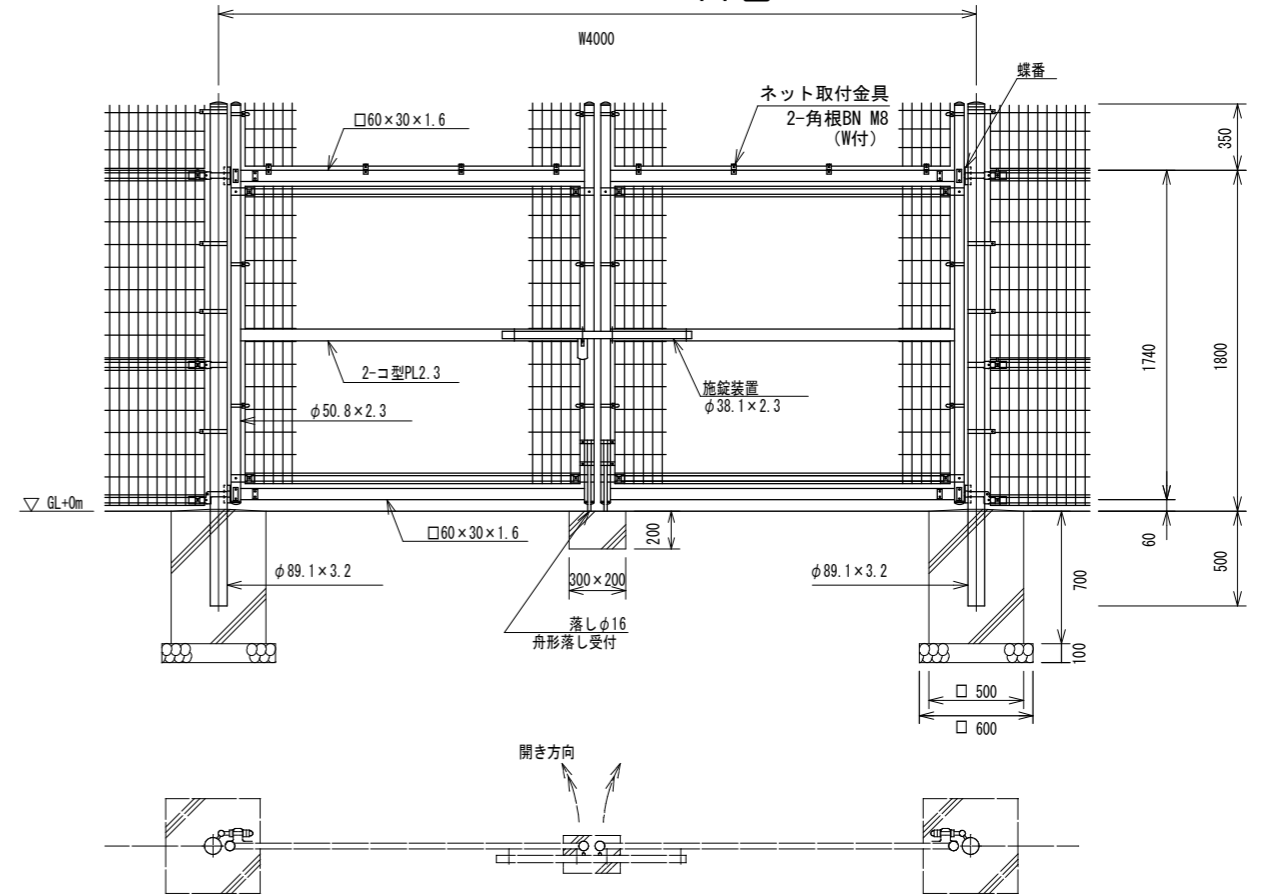 W4000
蝶番
ネット取付金具
2-角根BN M8
(W付)
□60×30×1.6
350
1740
1800
2-コ型PL2.3
施錠装置
φ38.1×2.3
φ50.8×2.3
▽ GL+0m
□60×30×1.6
200
60
500
φ89.1×3.2
300×200
φ89.1×3.2
700
落しφ16
舟形落し受付
100
□ 500
□ 600
開き方向